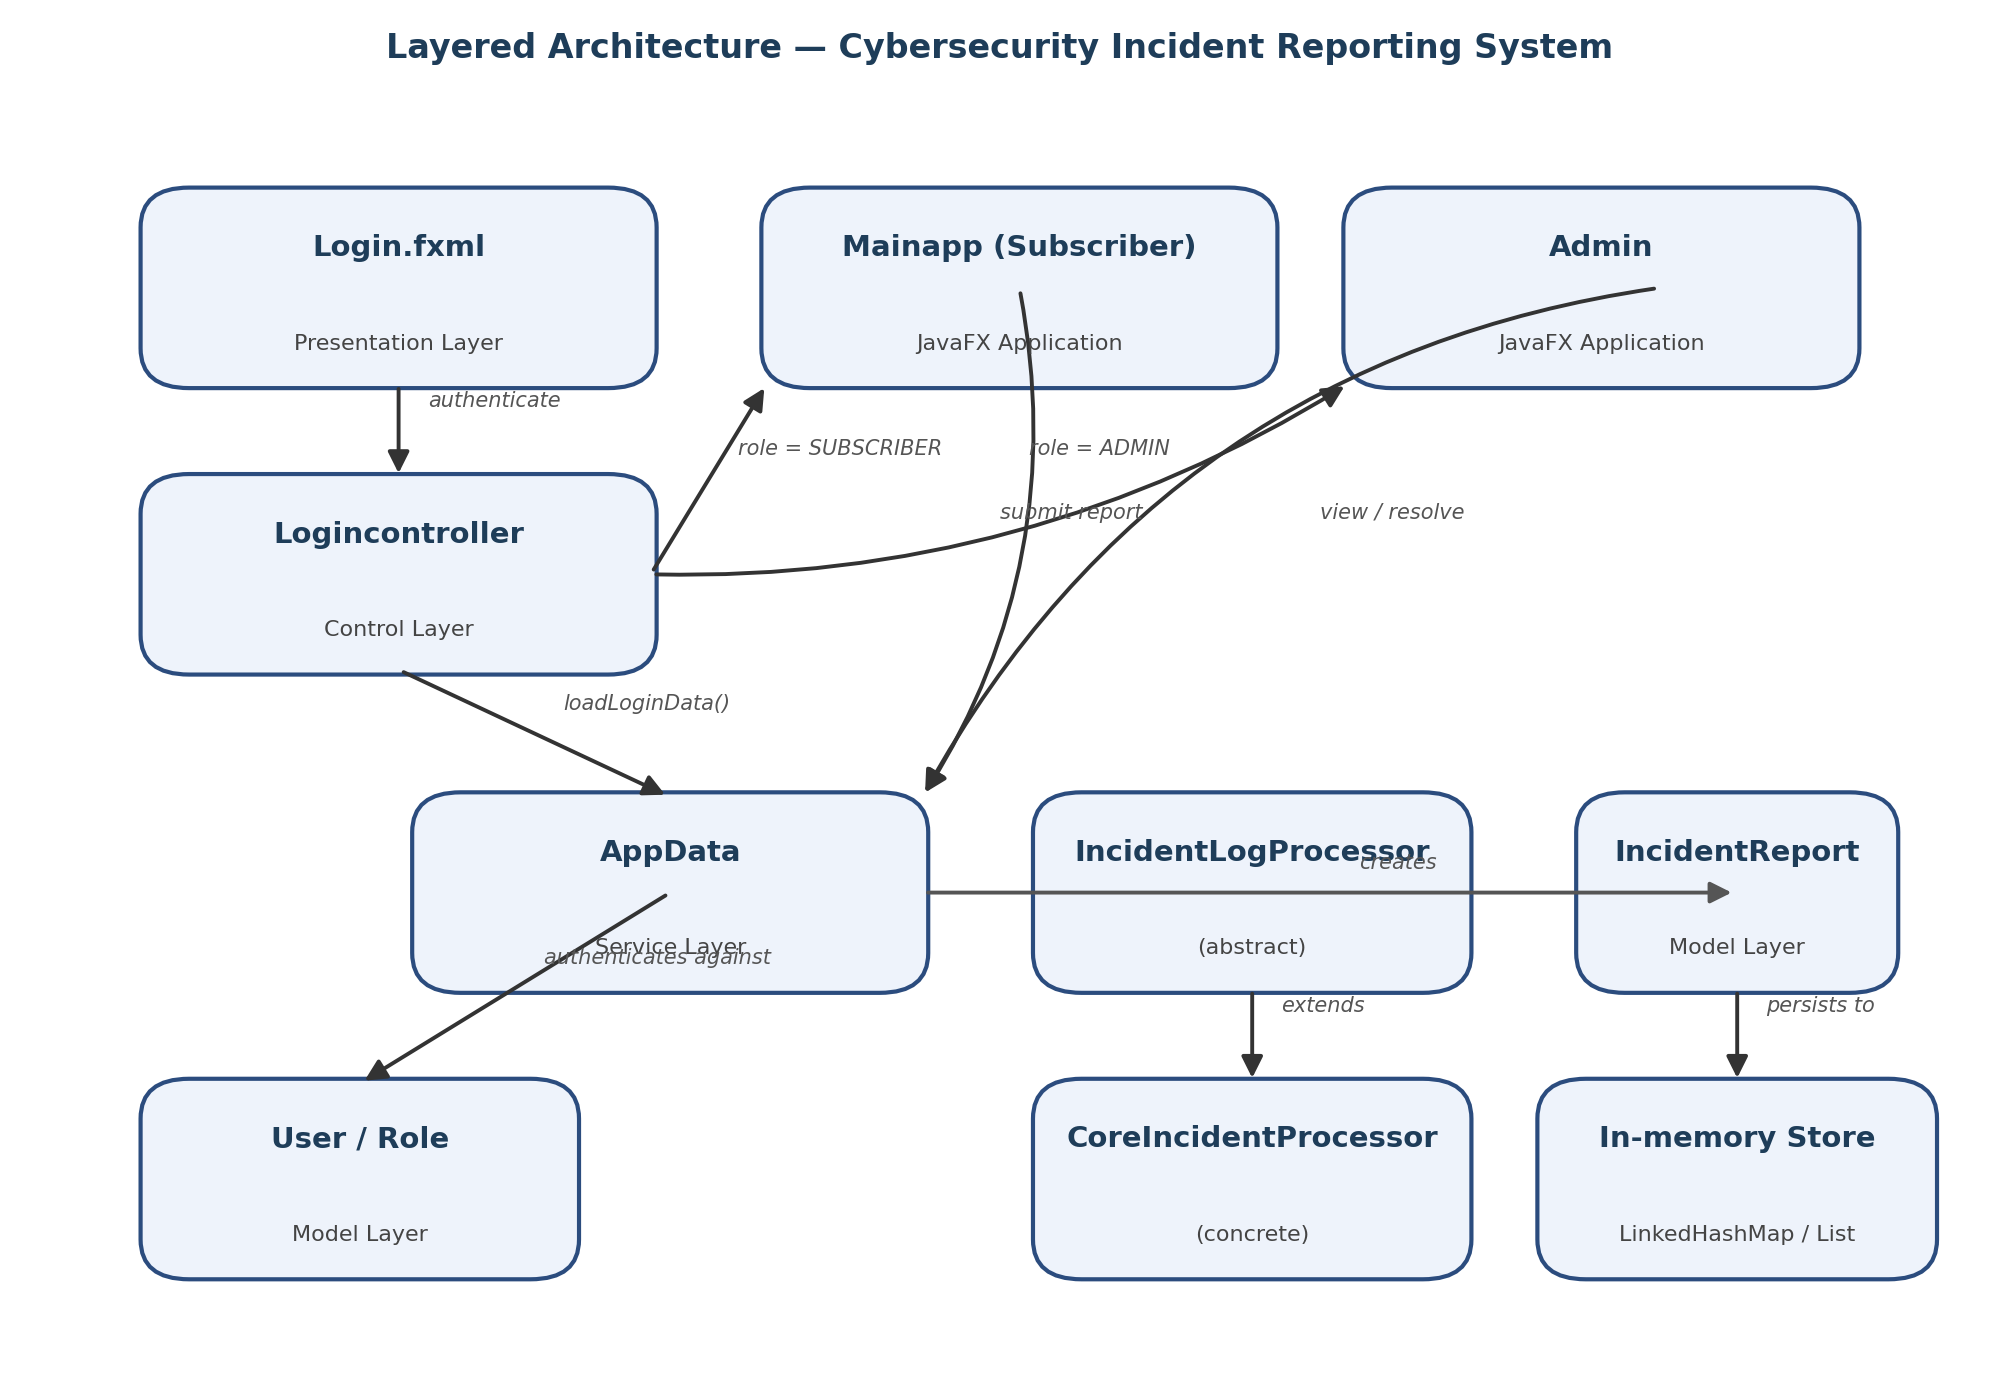 Layered Architecture — Cybersecurity Incident Reporting System
Login.fxml
Presentation Layer
Mainapp (Subscriber)
JavaFX Application
Admin
JavaFX Application
authenticate
role = SUBSCRIBER
role = ADMIN
submit report
view / resolve
Logincontroller
Control Layer
loadLoginData()
AppData
Service Layer
authenticates against
IncidentLogProcessor
creates
(abstract)
IncidentReport
Model Layer
extends
persists to
User / Role
Model Layer
CoreIncidentProcessor
(concrete)
In-memory Store
LinkedHashMap / List